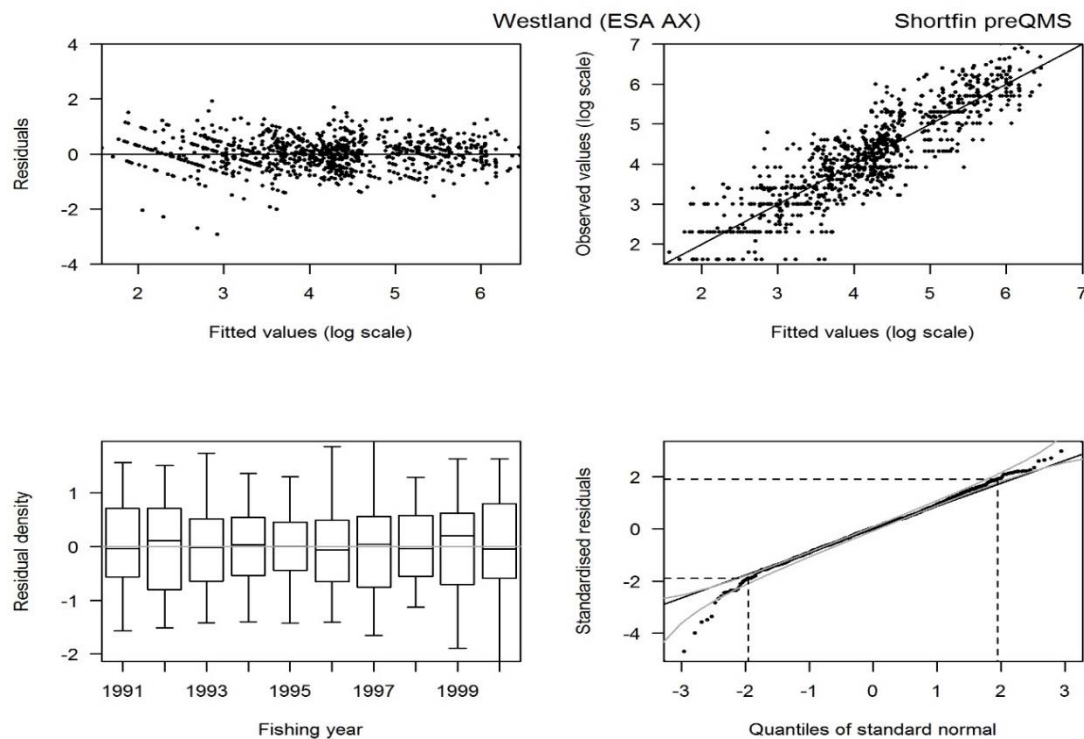 Westland (ESA AX) Shortfin preQMS
4
2
0
-2
-4
Residuals
2 3 4 5 6
Fitted values (log scale)
7
6
5
4
3
2
Observed values (log scale)
2 3 4 5 6 7
Fitted values (log scale)
1
0
-1
-2
Residual density
1991 1993 1995 1997 1999
Fishing year
2
0
-2
-4
Standardised residuals
-3 -2 -1 0 1 2 3
Quantiles of standard normal